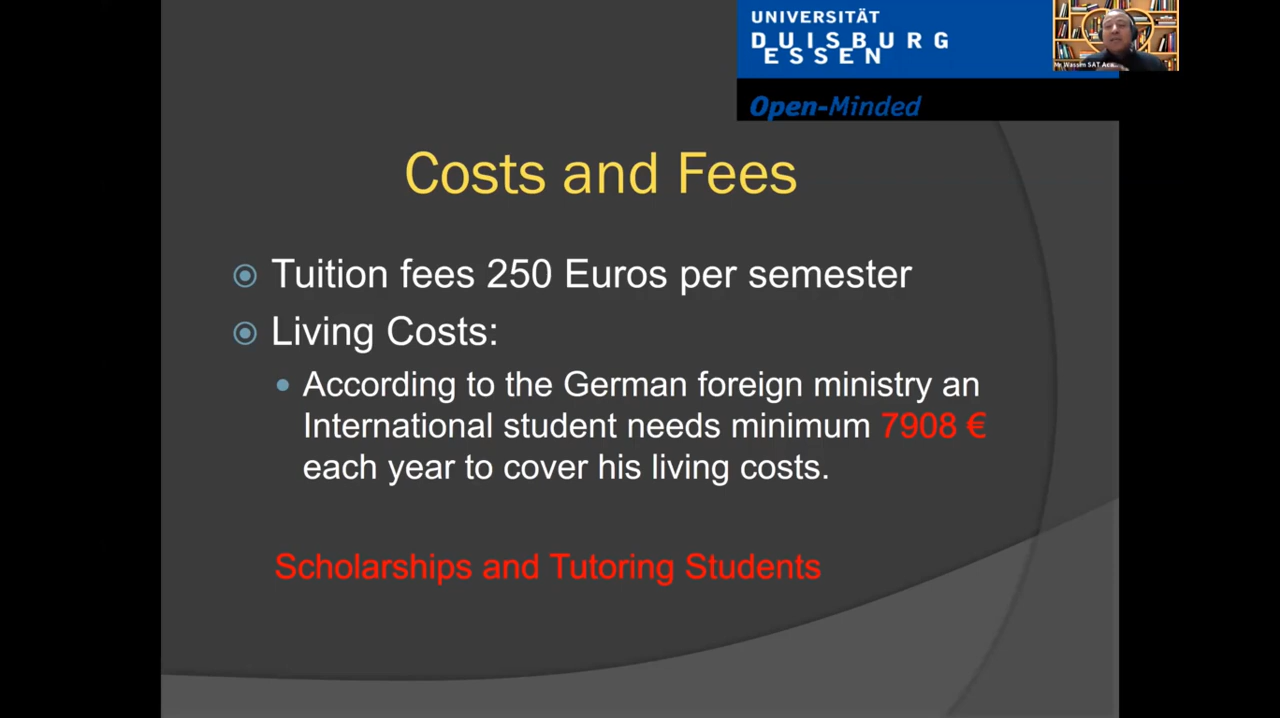 UNIVERSITÄT
DUISBURG
ESSEN
Open-Minded
Costs and Fees
Tuition fees 250 Euros per semester
Living Costs:
According to the German foreign ministry an
International student needs minimum 7908 €
each year to cover his living costs.
Scholarships and Tutoring Students